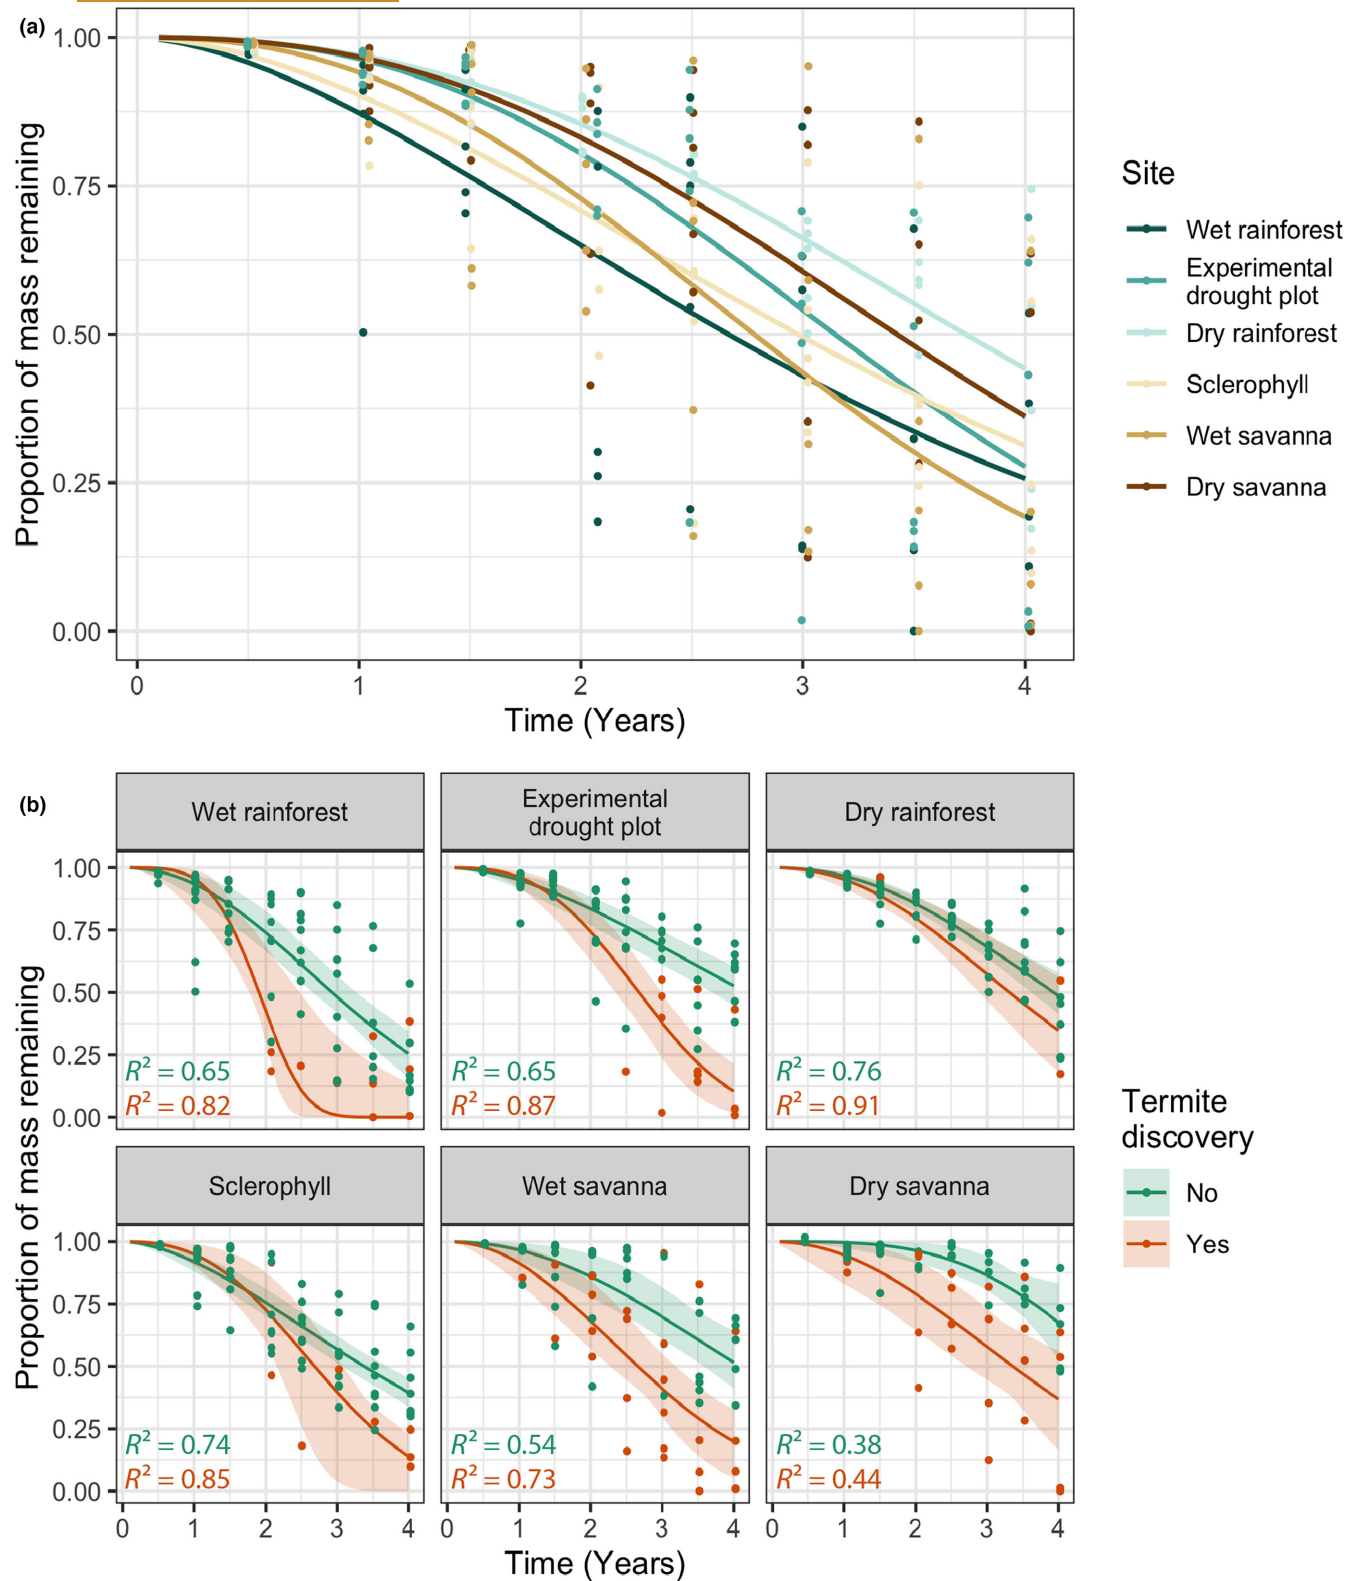 (a)
1.00
0.75
0.50
0.25
0.00
Proportion of mass remaining
0 1 2 3 4
Time (Years)
Site
Wet rainforest
Experimental
drought plot
Dry rainforest
Sclerophyll
Wet savanna
Dry savanna
(b)
Wet rainforest
Experimental
drought plot
Dry rainforest
1.00
0.75
0.50
0.25
0.00
R² = 0.65
R² = 0.82
R² = 0.65
R² = 0.87
R² = 0.76
R² = 0.91
Proportion of mass remaining
Sclerophyll
Wet savanna
Dry savanna
1.00
0.75
0.50
0.25
0.00
R² = 0.74
R² = 0.85
R² = 0.54
R² = 0.73
R² = 0.38
R² = 0.44
0 1 2 3 4
0 1 2 3 4
0 1 2 3 4
Time (Years)
Termite
discovery
No
Yes